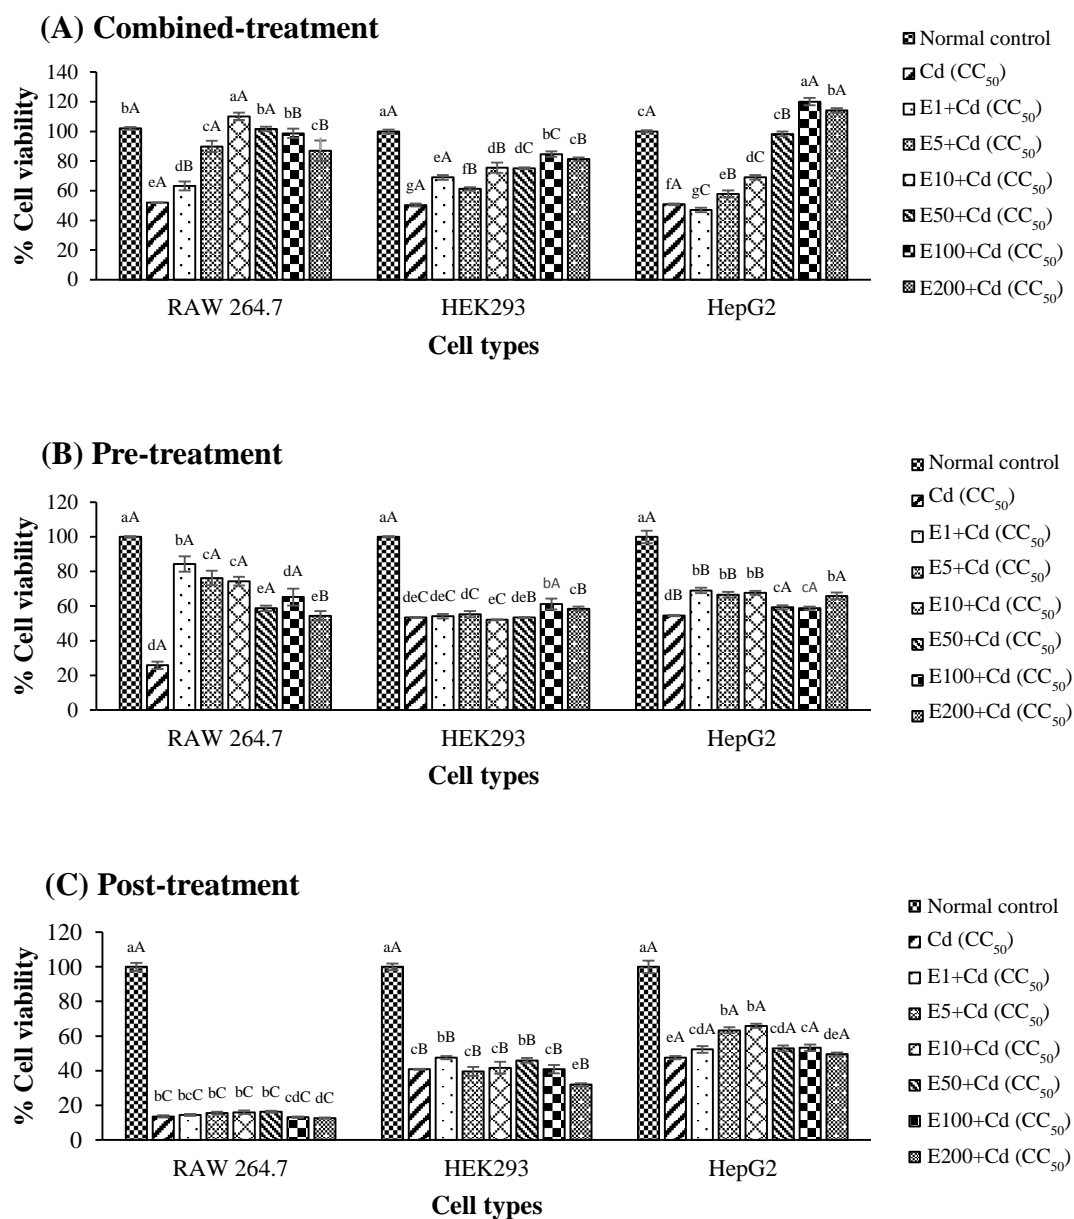 (A) Combined-treatment
% Cell viability
140
120
100
80
60
40
20
0
bA
eA
dB
cA
aA
bA
bB
cB
aA
gA
eA
fB
dB
dC
bC
cB
cA
fA
gC
eB
dC
cB
aA
bA
RAW 264.7
HEK293
HepG2
Cell types
Normal control
Cd (CC50)
E1+Cd (CC50)
E5+Cd (CC50)
E10+Cd (CC50)
E50+Cd (CC50)
E100+Cd (CC50)
E200+Cd (CC50)
(B) Pre-treatment
% Cell viability
120
100
80
60
40
20
0
aA
dA
bA
cA
cA
eA
dA
eB
aA
deC
deC
dC
eC
deB
bA
cB
aA
dB
bB
bB
bB
cA
cA
bA
RAW 264.7
HEK293
HepG2
Cell types
Normal control
Cd (CC50)
E1+Cd (CC50)
E5+Cd (CC50)
E10+Cd (CC50)
E50+Cd (CC50)
E100+Cd (CC50)
E200+Cd (CC50)
(C) Post-treatment
% Cell viability
120
100
80
60
40
20
0
aA
bC
bcC
bC
bC
bC
cdC
dC
aA
cB
bB
cB
cB
bB
cB
eB
aA
eA
cdA
bA
bA
cdA
cA
deA
RAW 264.7
HEK293
HepG2
Cell types
Normal control
Cd (CC50)
E1+Cd (CC50)
E5+Cd (CC50)
E10+Cd (CC50)
E50+Cd (CC50)
E100+Cd (CC50)
E200+Cd (CC50)